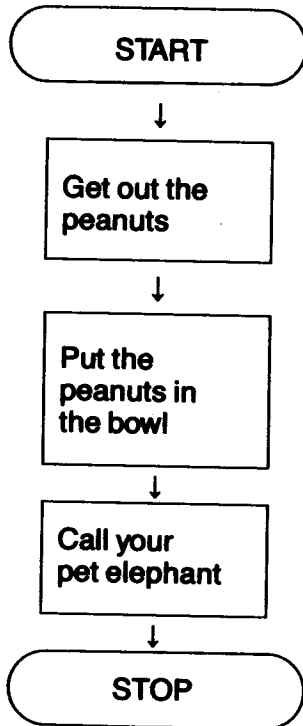 START
Get out the
peanuts
Put the
peanuts in
the bowl
Call your
pet elephant
STOP